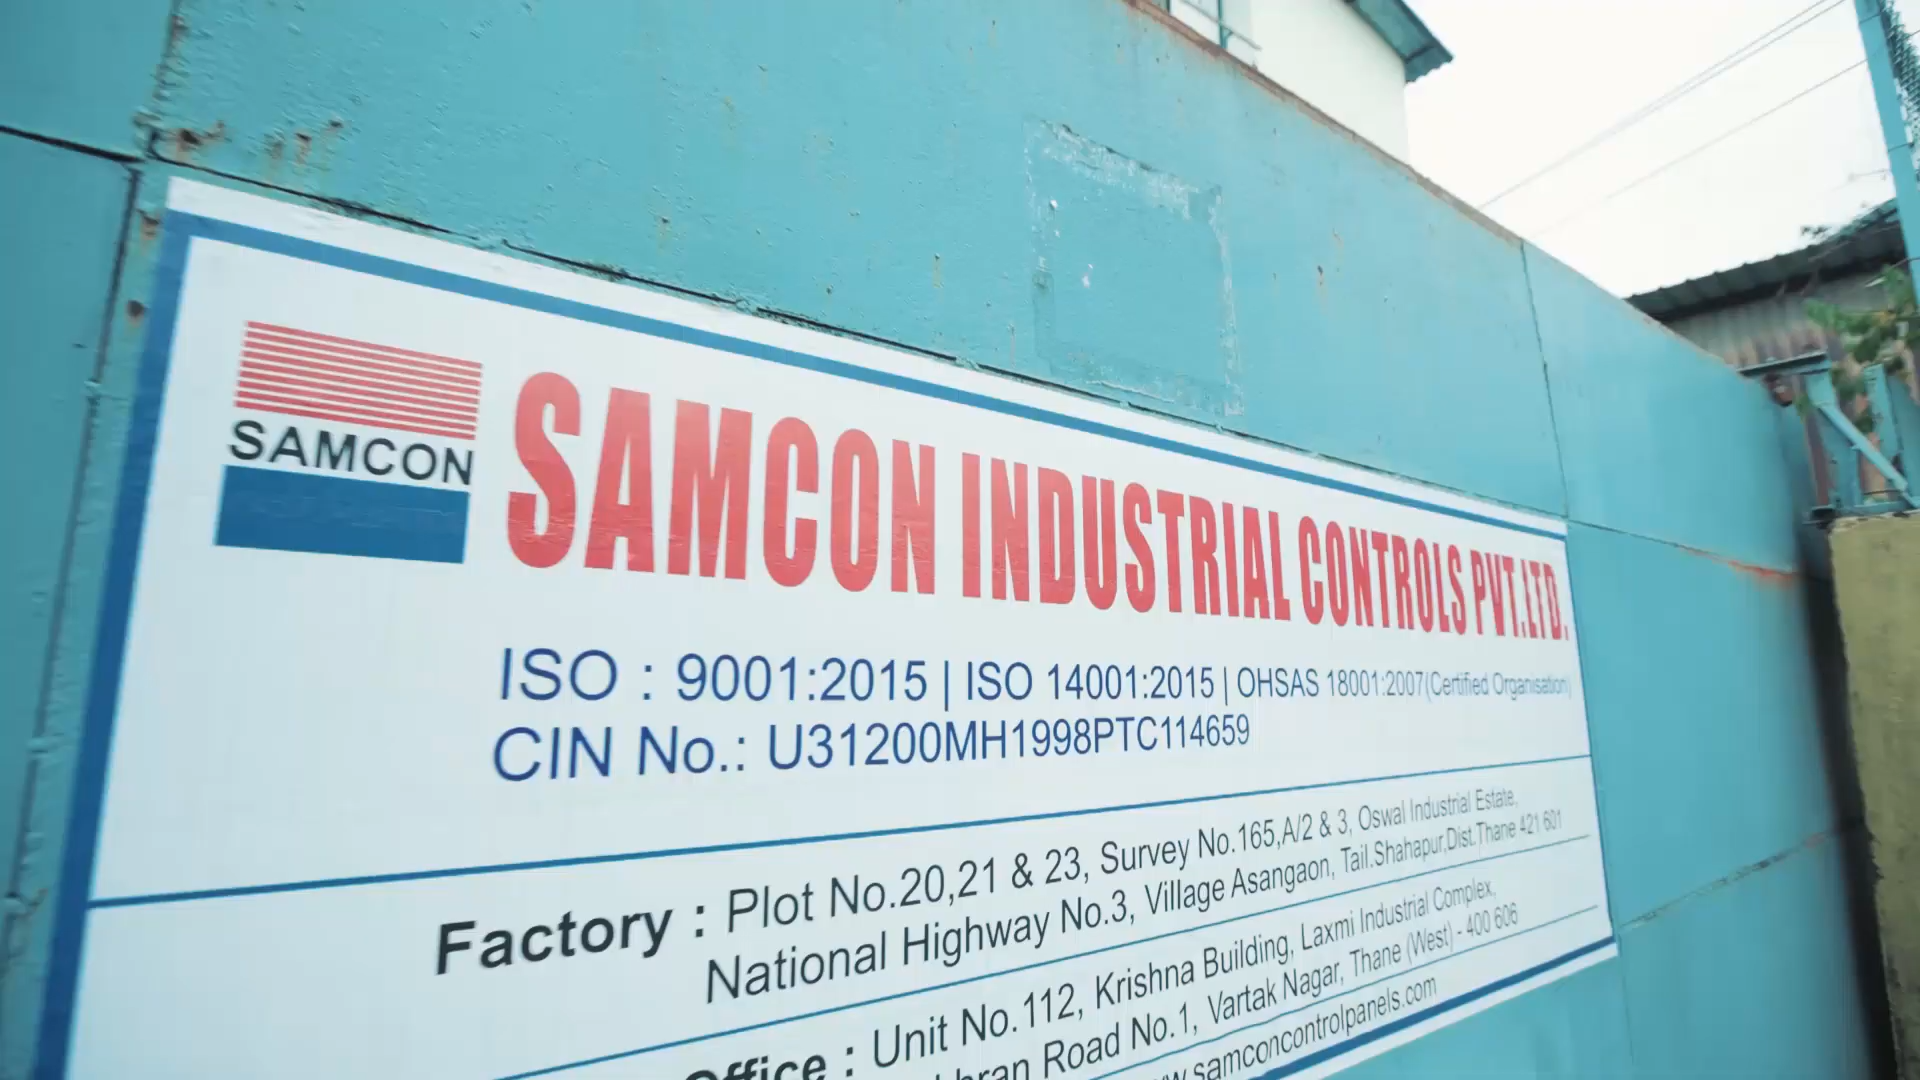 SAMCON
SAMCON INDUSTRIAL CONTROLS PVT.LTD.
ISO : 9001:2015 | ISO 14001:2015 | OHSAS 18001:2007(Certified Organisation)
CIN No.: U31200MH1998PTC114659
Factory : Plot No.20,21 & 23, Survey No.165,A/2 & 3, Oswal Industrial Estate,
National Highway No.3, Village Asangaon, Tail.Shahapur,Dist.Thane 421 601
Office : Unit No.112, Krishna Building, Laxmi Industrial Complex,
Road No.1, Vartak Nagar, Thane (West) - 400 606
samconcontrolpanels.com